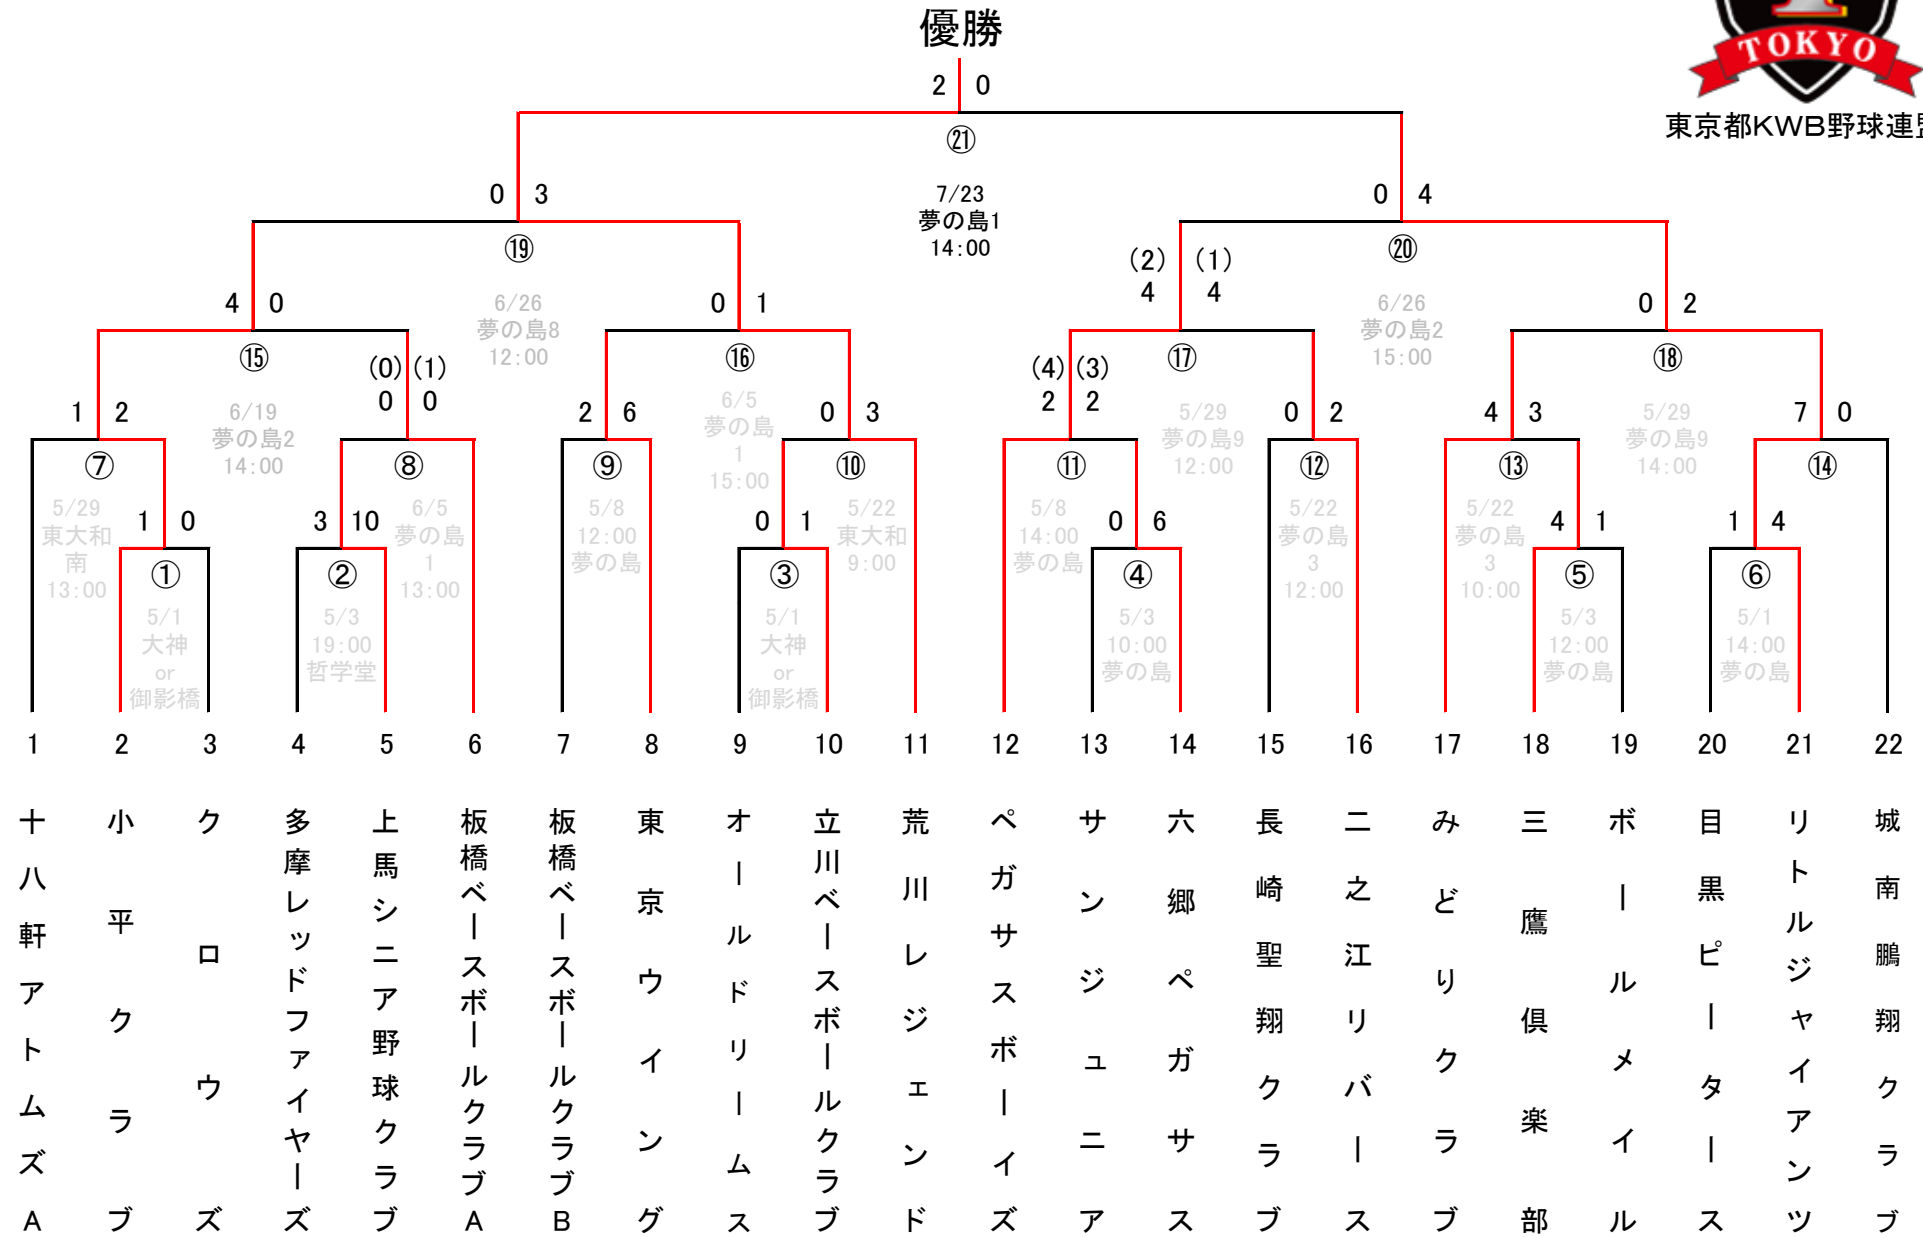 優勝
TOKYO
東京都KWB野球連盟
2 0
㉑
7/23
夢の島1
14:00
0 3
⑲
6/26
夢の島8
12:00
0 4
⑳
6/26
夢の島2
15:00
4 0
⑮
6/19
夢の島2
14:00
0 1
⑯
6/5
夢の島
1
15:00
(2) (1)
4 4
⑰
5/29
夢の島9
12:00
0 2
⑱
5/29
夢の島9
14:00
1 2
⑦
5/29
東大和
南
13:00
(0) (1)
0 0
⑧
6/5
夢の島
1
13:00
2 6
⑨
5/8
12:00
夢の島
0 3
⑩
5/22
東大和
9:00
(4) (3)
2 2
⑪
5/8
14:00
夢の島
0 2
⑫
5/22
夢の島
3
12:00
4 3
⑬
5/22
夢の島
3
10:00
7 0
⑭
1 0
①
5/1
大神
or
御影橋
3 10
②
5/3
19:00
哲学堂
0 1
③
5/1
大神
or
御影橋
0 6
④
5/3
10:00
夢の島
4 1
⑤
5/3
12:00
夢の島
1 4
⑥
5/1
14:00
夢の島
1 2 3 4 5 6 7 8 9 10 11 12 13 14 15 16 17 18 19 20 21 22
十八軒アトムズA
小平クラブ
クロウズ
多摩レッドファイヤーズ
上馬シニア野球クラブ
板橋ベースボールクラブA
板橋ベースボールクラブB
東京ウイング
オールドリームス
立川ベースボールクラブ
荒川レジェンド
ペガサスボーイズ
サンジュニア
六郷ペガサス
長崎聖翔クラブ
二之江リバース
みどりクラブ
三鷹倶楽部
ボールメイル
目黒ピータース
リトルジャイアンツ
城南鵬翔クラブ